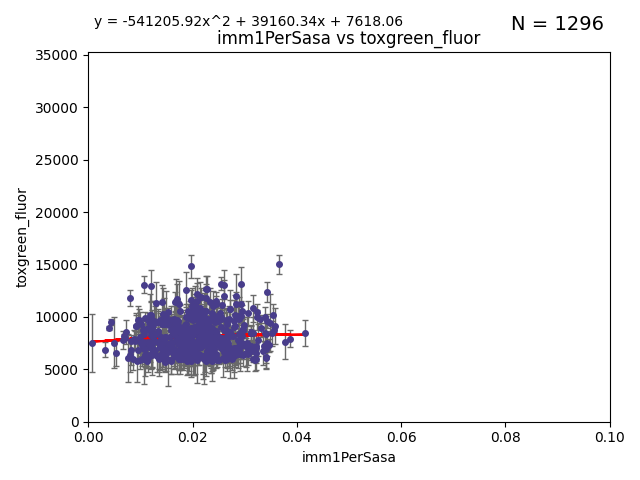 y = -541205.92x^2 + 39160.34x + 7618.06
N = 1296
imm1PerSasa vs toxgreen_fluor
35000
30000
25000
20000
15000
10000
5000
0
toxgreen_fluor
0.00 0.02 0.04 0.06 0.08 0.10
imm1PerSasa